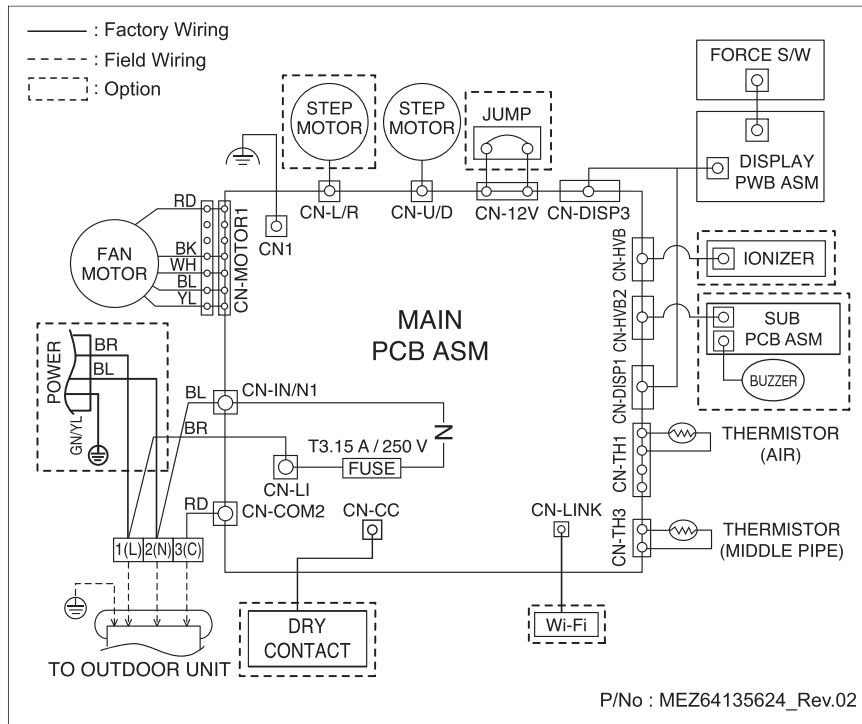 : Factory Wiring
: Field Wiring
: Option
FORCE S/W
STEP
MOTOR
STEP
MOTOR
JUMP
DISPLAY
PWB ASM
CN-L/R
CN-U/D
CN-12V
CN-DISP3
RD
BK
WH
BL
YL
FAN
MOTOR
CN-MOTOR1
CN1
CN-HVB
IONIZER
CN-HVB2
SUB
PCB ASM
BUZZER
MAIN
PCB ASM
POWER
BR
BL
GN/YL
CN-DISP1
BL
CN-IN/N1
BR
N
T3.15 A / 250 V
FUSE
CN-LI
CN-TH1
THERMISTOR
(AIR)
RD
CN-COM2
CN-CC
CN-LINK
CN-TH3
THERMISTOR
(MIDDLE PIPE)
1(L) 2(N) 3(C)
DRY
CONTACT
Wi-Fi
TO OUTDOOR UNIT
P/No : MEZ64135624_Rev.02